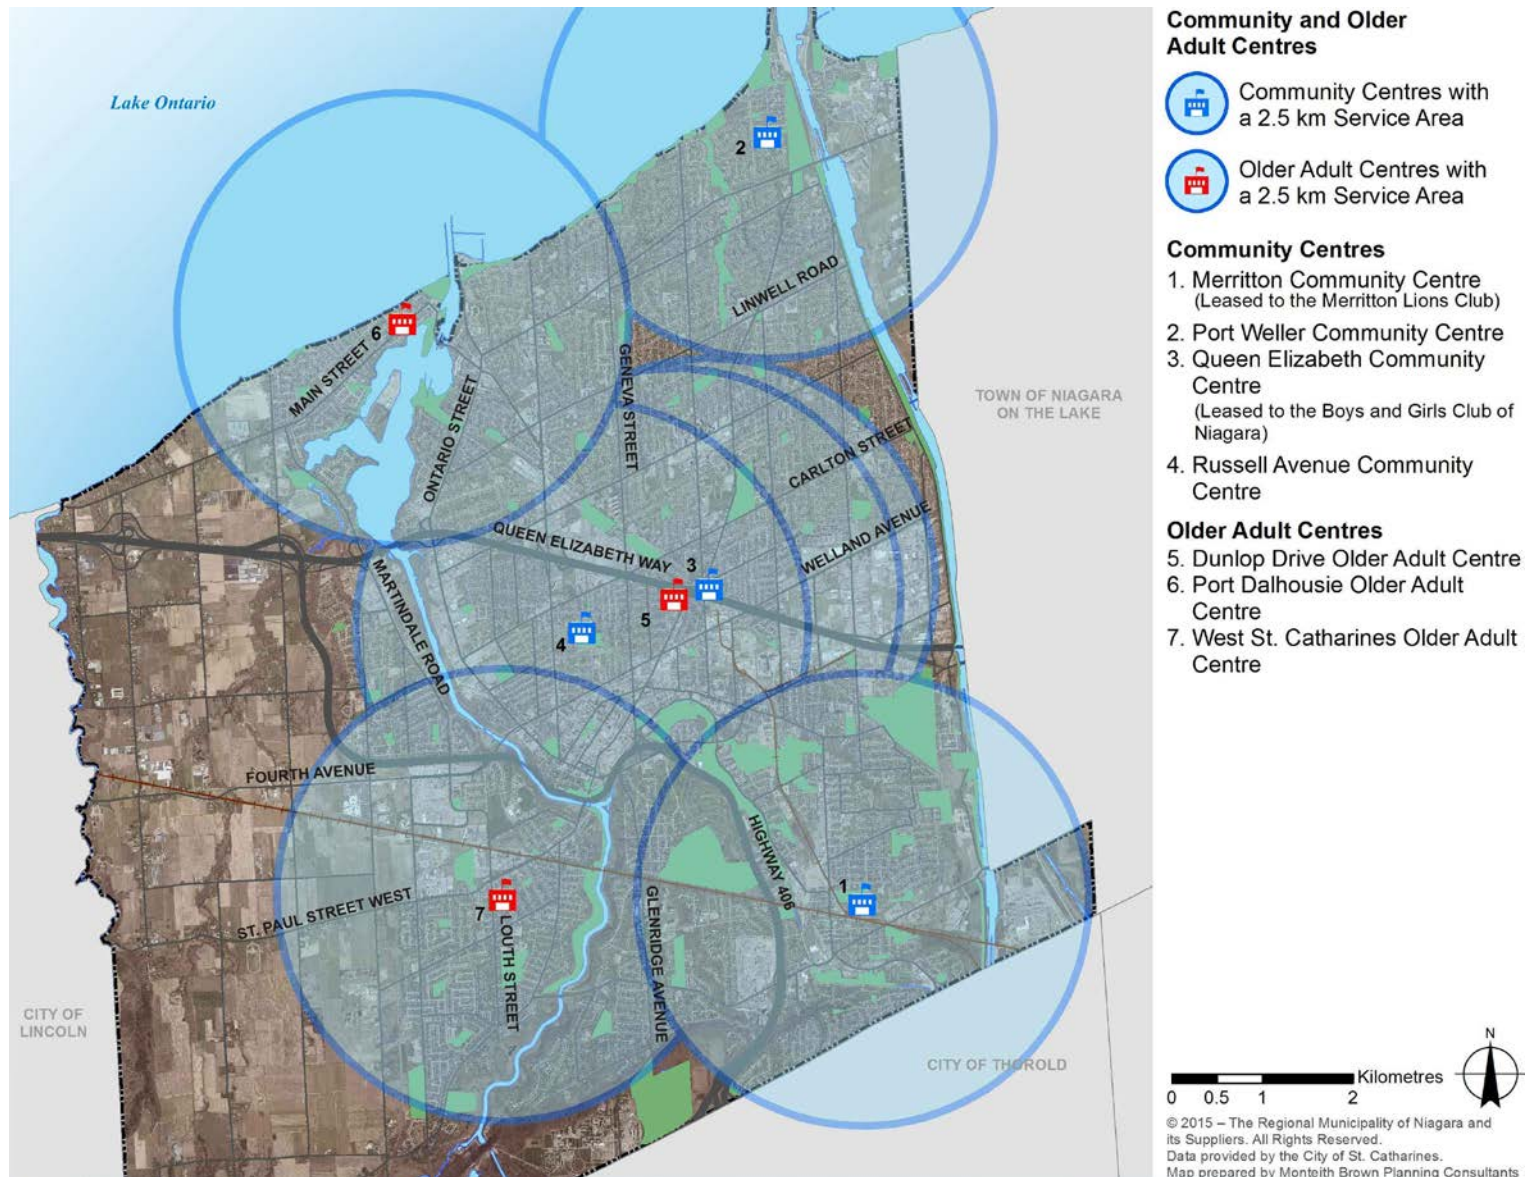 Community and Older
Adult Centres
Community Centres with
a 2.5 km Service Area
Older Adult Centres with
a 2.5 km Service Area
Community Centres
1. Merritton Community Centre
(Leased to the Merritton Lions Club)
2. Port Weller Community Centre
3. Queen Elizabeth Community
Centre
(Leased to the Boys and Girls Club of
Niagara)
4. Russell Avenue Community
Centre
Older Adult Centres
5. Dunlop Drive Older Adult Centre
6. Port Dalhousie Older Adult
Centre
7. West St. Catharines Older Adult
Centre
Lake Ontario
2
LINWELL ROAD
6
MAIN STREET
ONTARIO STREET
GENEVA STREET
TOWN OF NIAGARA
ON THE LAKE
CARLTON STREET
QUEEN ELIZABETH WAY
WELLAND AVENUE
3
5
4
MARTINDALE ROAD
FOURTH AVENUE
HIGHWAY 406
1
ST. PAUL STREET WEST
7
LOUTH STREET
GLENRIDGE AVENUE
CITY OF
LINCOLN
CITY OF THOROLD
N
Kilometres
0 0.5 1 2
© 2015 – The Regional Municipality of Niagara and
its Suppliers. All Rights Reserved.
Data provided by the City of St. Catharines.
Map prepared by Monteith Brown Planning Consultants